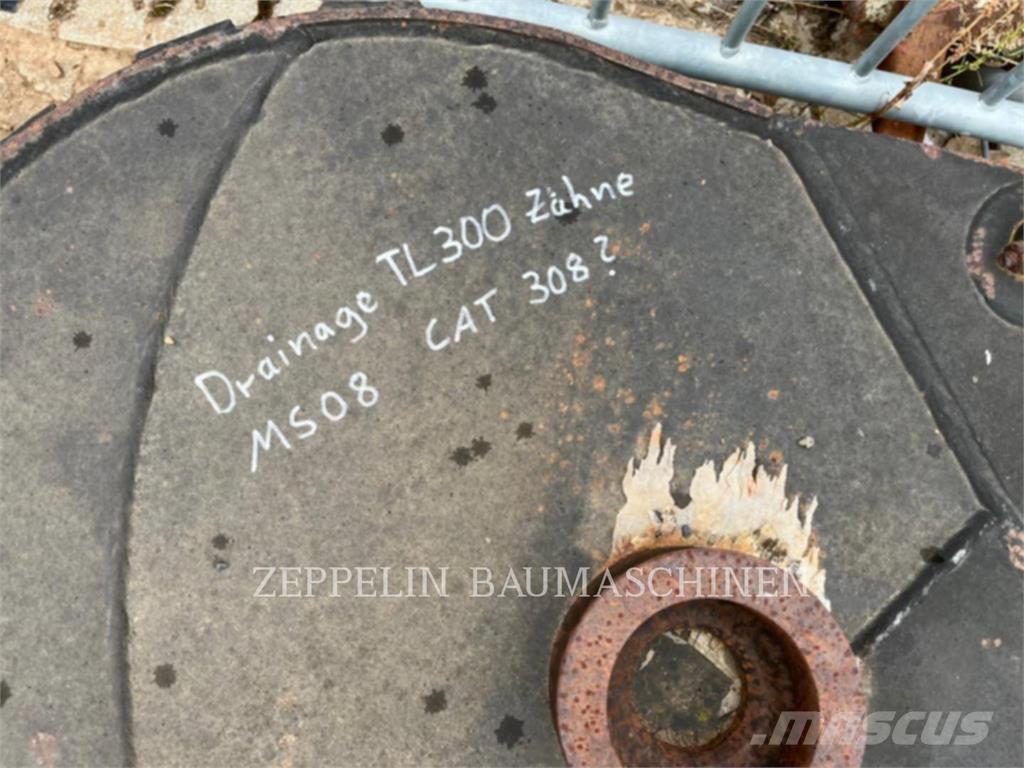 Drainage TL300 Zähne
MS08 CAT 308?
ZEPPELIN BAUMASCHINEN
mascus